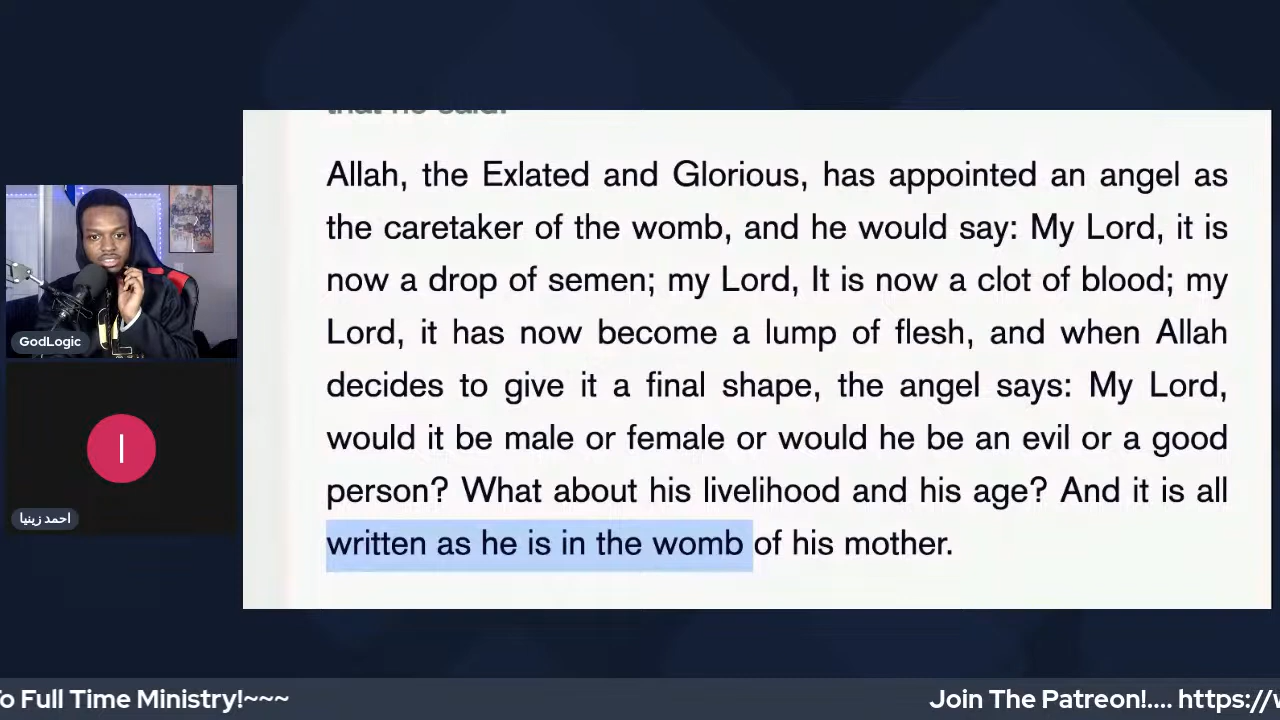 that he said:
Allah, the Exlated and Glorious, has appointed an angel as
the caretaker of the womb, and he would say: My Lord, it is
now a drop of semen; my Lord, It is now a clot of blood; my
Lord, it has now become a lump of flesh, and when Allah
decides to give it a final shape, the angel says: My Lord,
would it be male or female or would he be an evil or a good
person? What about his livelihood and his age? And it is all
written as he is in the womb of his mother.
GodLogic
I
احمد زينيا
o Full Time Ministry!~~~
Join The Patreon!.... https://w